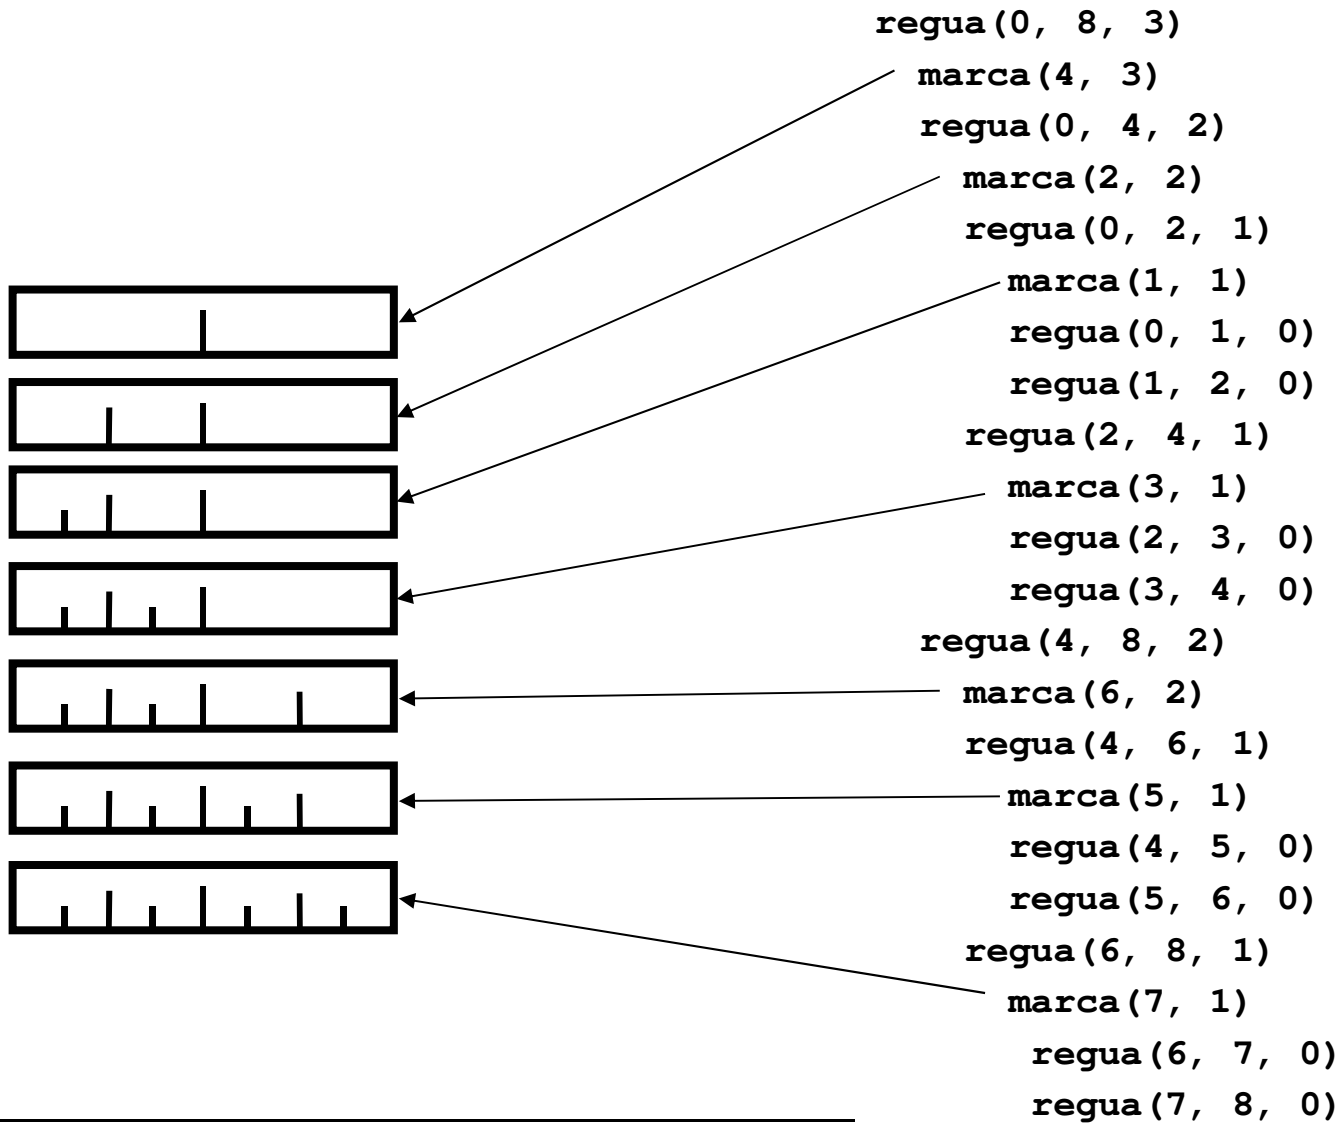 regua(0, 8, 3)
marca(4, 3)
regua(0, 4, 2)
marca(2, 2)
regua(0, 2, 1)
marca(1, 1)
regua(0, 1, 0)
regua(1, 2, 0)
regua(2, 4, 1)
marca(3, 1)
regua(2, 3, 0)
regua(3, 4, 0)
regua(4, 8, 2)
marca(6, 2)
regua(4, 6, 1)
marca(5, 1)
regua(4, 5, 0)
regua(5, 6, 0)
regua(6, 8, 1)
marca(7, 1)
regua(6, 7, 0)
regua(7, 8, 0)